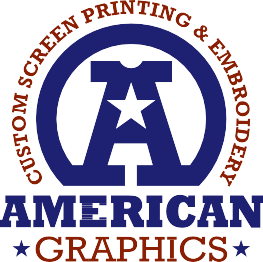 CUSTOM SCREEN PRINTING & EMBROIDERY
A
AMERICAN
GRAPHICS